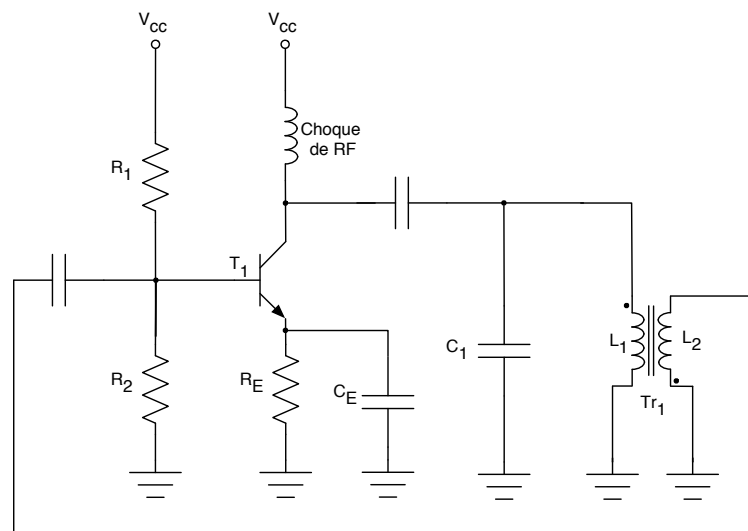 Vcc
Vcc
Choque
de RF
R1
T1
R2
RE
CE
C1
L1
L2
Tr1